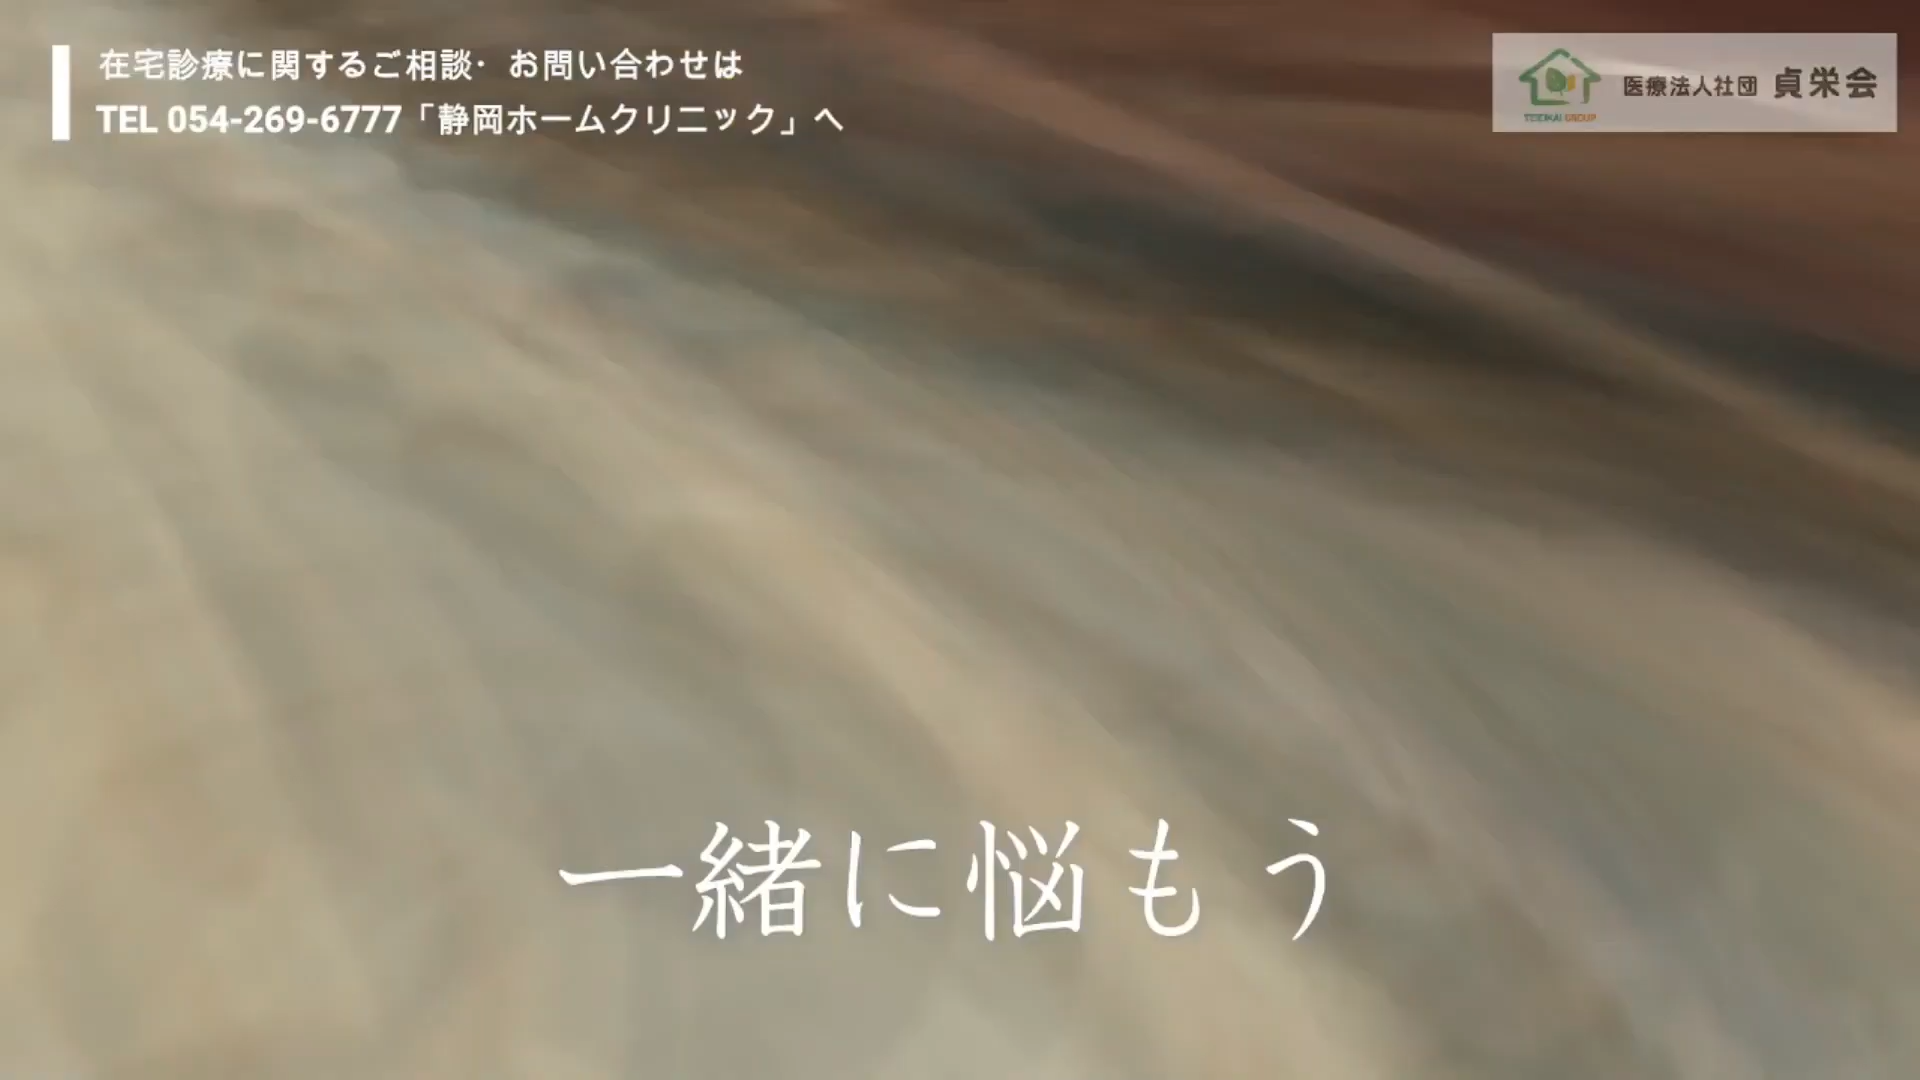 在宅診療に関するご相談・お問い合わせは
TEL 054-269-6777「静岡ホームクリニック」へ
医療法人社団 貞栄会
TEIEIKAI GROUP
一緒に悩もう